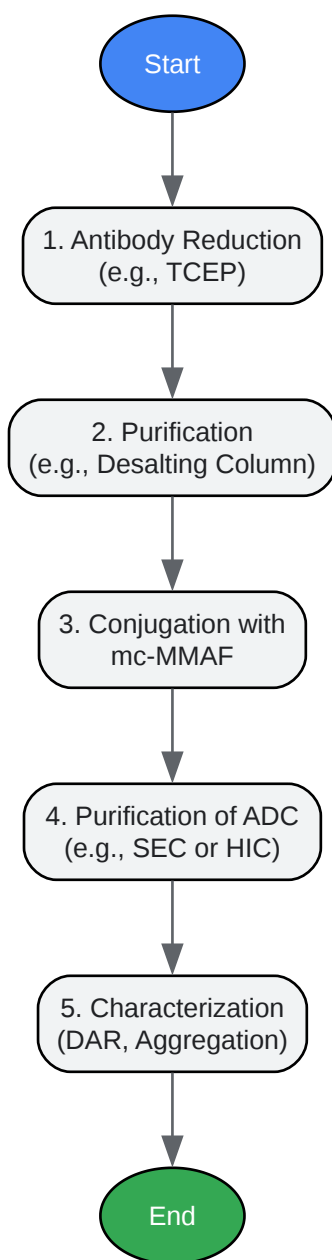 Start
1. Antibody Reduction
(e.g., TCEP)
2. Purification
(e.g., Desalting Column)
3. Conjugation with
mc-MMAF
4. Purification of ADC
(e.g., SEC or HIC)
5. Characterization
(DAR, Aggregation)
End